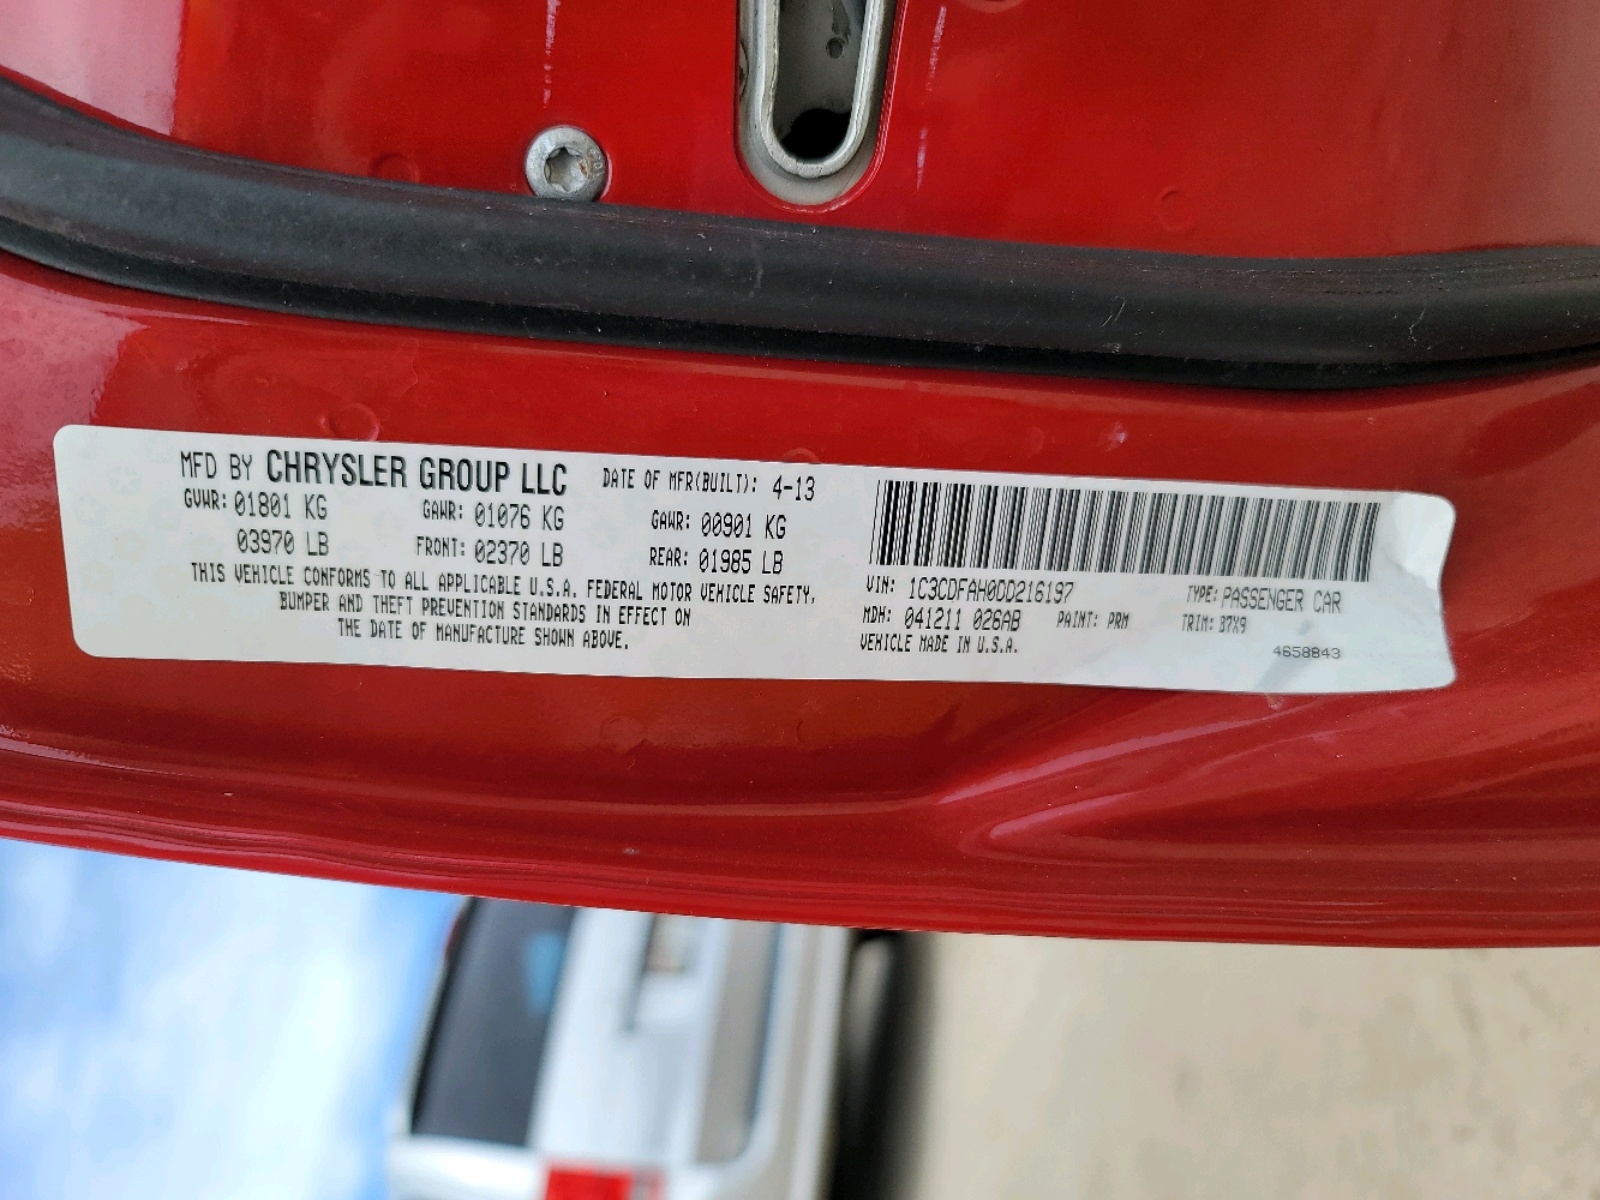 MFD BY CHRYSLER GROUP LLC DATE OF MFR(BUILT): 4-13
GVWR: 01801 KG GAWR: 01076 KG GAWR: 00901 KG
03970 LB FRONT: 02370 LB REAR: 01985 LB
THIS VEHICLE CONFORMS TO ALL APPLICABLE U.S.A. FEDERAL MOTOR VEHICLE SAFETY,
BUMPER AND THEFT PREVENTION STANDARDS IN EFFECT ON
THE DATE OF MANUFACTURE SHOWN ABOVE.
VIN: 1C3CDFAH0DD216197 TYPE: PASSENGER CAR
MDH: 041211 026AB PAINT: PRM TRIM: B7X9
VEHICLE MADE IN U.S.A. 4658843